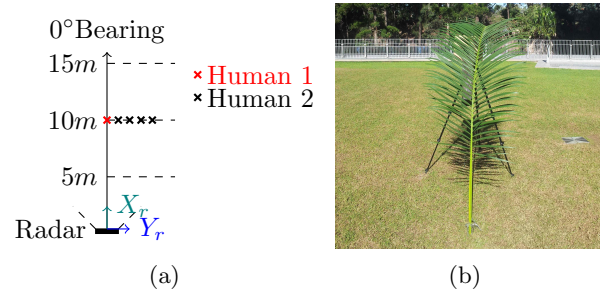 0°Bearing
15m
10m
5m
Human 1
Human 2
X_r
Radar
Y_r
(a)
(b)